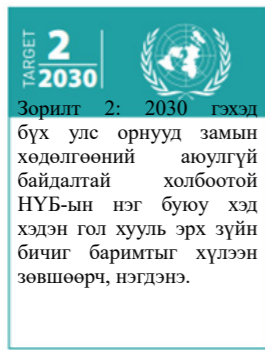 TARGET
2
2030
Зорилт 2: 2030 гэхэд
бүх улс орнууд замын
хөдөлгөөний аюулгүй
байдалтай холбоотой
НҮБ-ын нэг буюу хэд
хэдэн гол хууль эрх зүйн
бичиг баримтыг хүлээн
зөвшөөрч, нэгдэнэ.